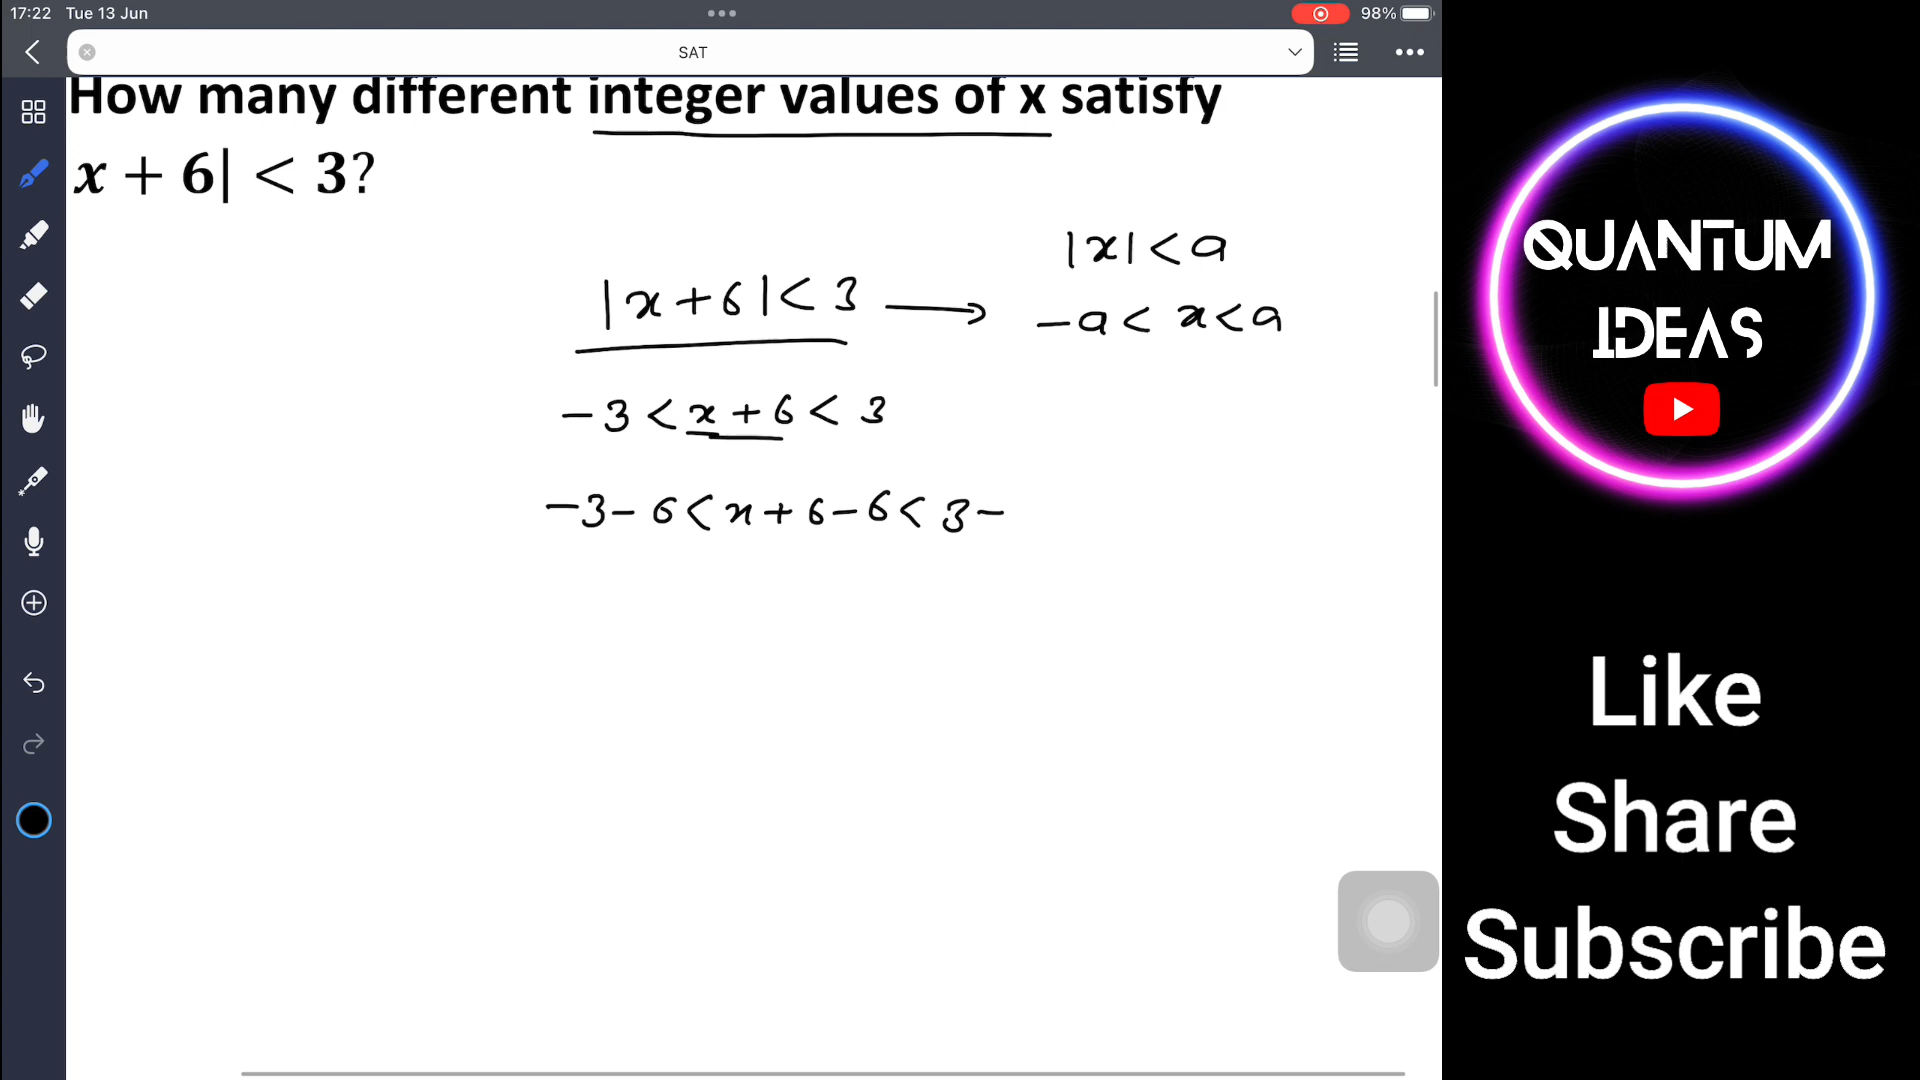 17:22 Tue 13 Jun
98%
SAT
How many different integer values of x satisfy
x + 6| < 3?
|x| < a
|x + 6| < 3 →
-a < x < a
-3 < x + 6 < 3
-3 - 6 < x + 6 - 6 < 3 -
QUANTUM
IDEAS
Like
Share
Subscribe